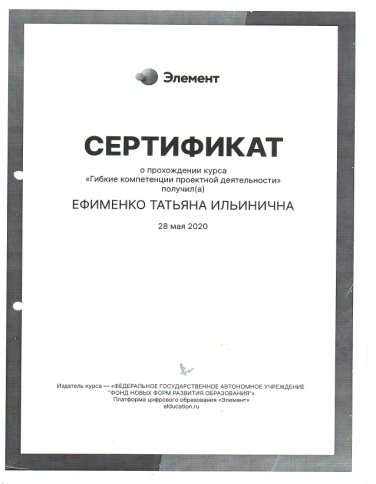 Элемент
СЕРТИФИКАТ
о прохождении курса
«Гибкие компетенции проектной деятельности»
получил(а)
ЕФИМЕНКО ТАТЬЯНА ИЛЬИНИЧНА
28 мая 2020
Издатель курса — «ФЕДЕРАЛЬНОЕ ГОСУДАРСТВЕННОЕ АВТОНОМНОЕ УЧРЕЖДЕНИЕ
"ФОНД НОВЫХ ФОРМ РАЗВИТИЯ ОБРАЗОВАНИЯ"»
Платформа цифрового образования «Элемент»
elducation.ru